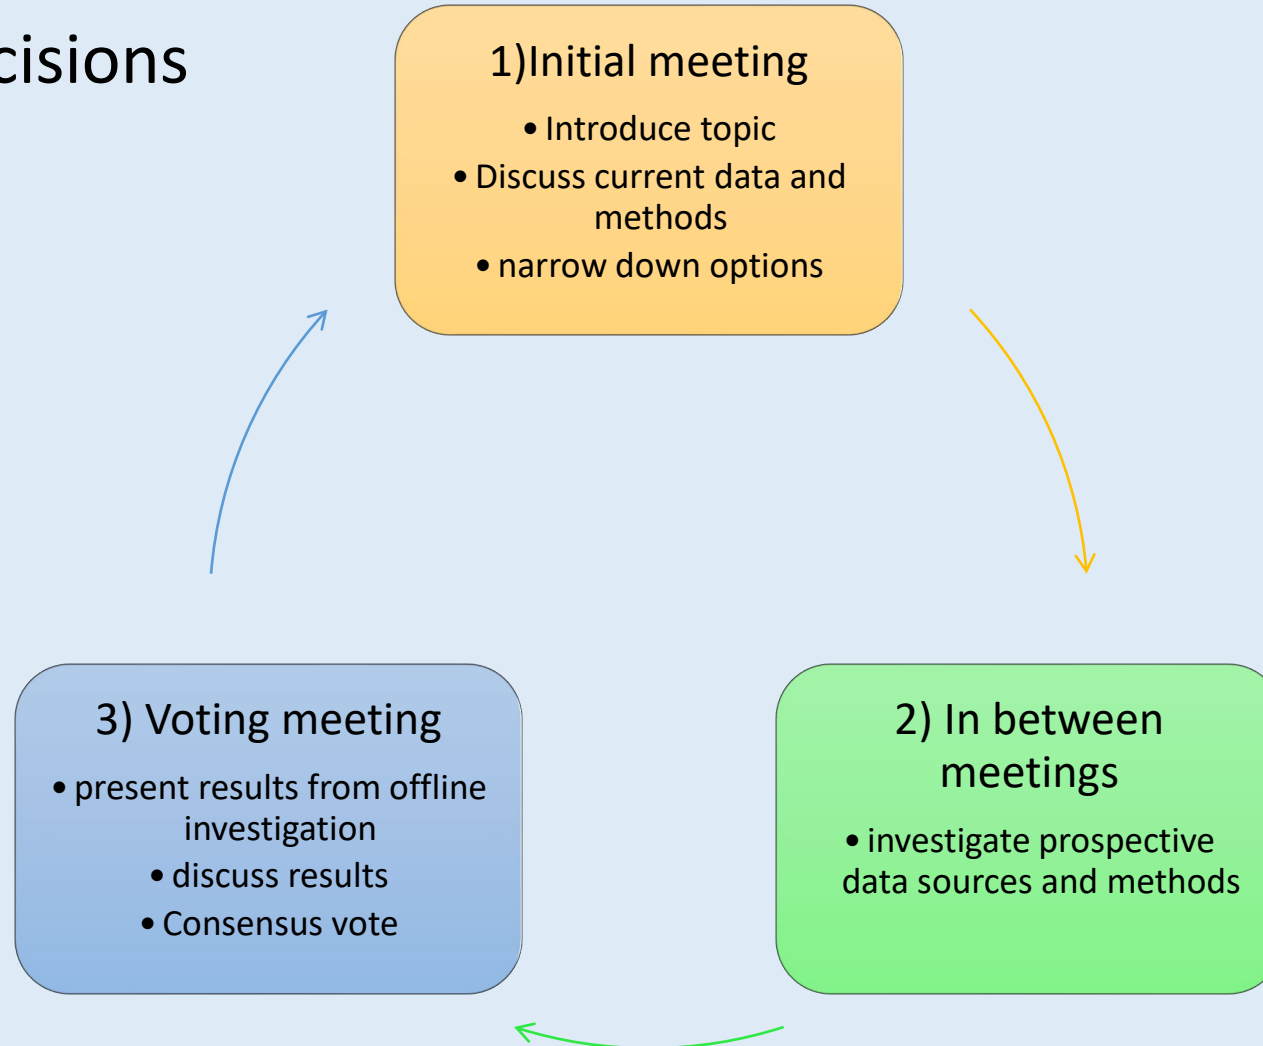 cisions
1)Initial meeting
• Introduce topic
• Discuss current data and
methods
• narrow down options
2) In between
meetings
• investigate prospective
data sources and methods
3) Voting meeting
• present results from offline
investigation
• discuss results
• Consensus vote